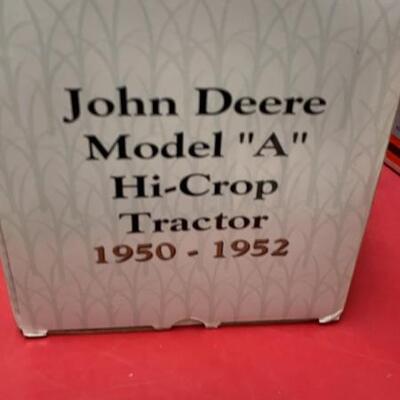 John Deere
Model "A"
Hi-Crop
Tractor
1950 - 1952